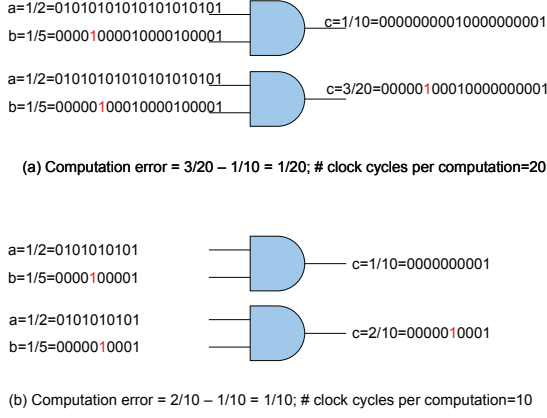 a=1/2=01010101010101010101
b=1/5=00001000010000100001
c=1/10=00000000010000000001
a=1/2=01010101010101010101
b=1/5=00000100010000100001
c=3/20=00000100010000000001
(a) Computation error = 3/20 – 1/10 = 1/20; # clock cycles per computation=20
a=1/2=0101010101
b=1/5=0000100001
c=1/10=0000000001
a=1/2=0101010101
b=1/5=0000010001
c=2/10=0000010001
(b) Computation error = 2/10 – 1/10 = 1/10; # clock cycles per computation=10